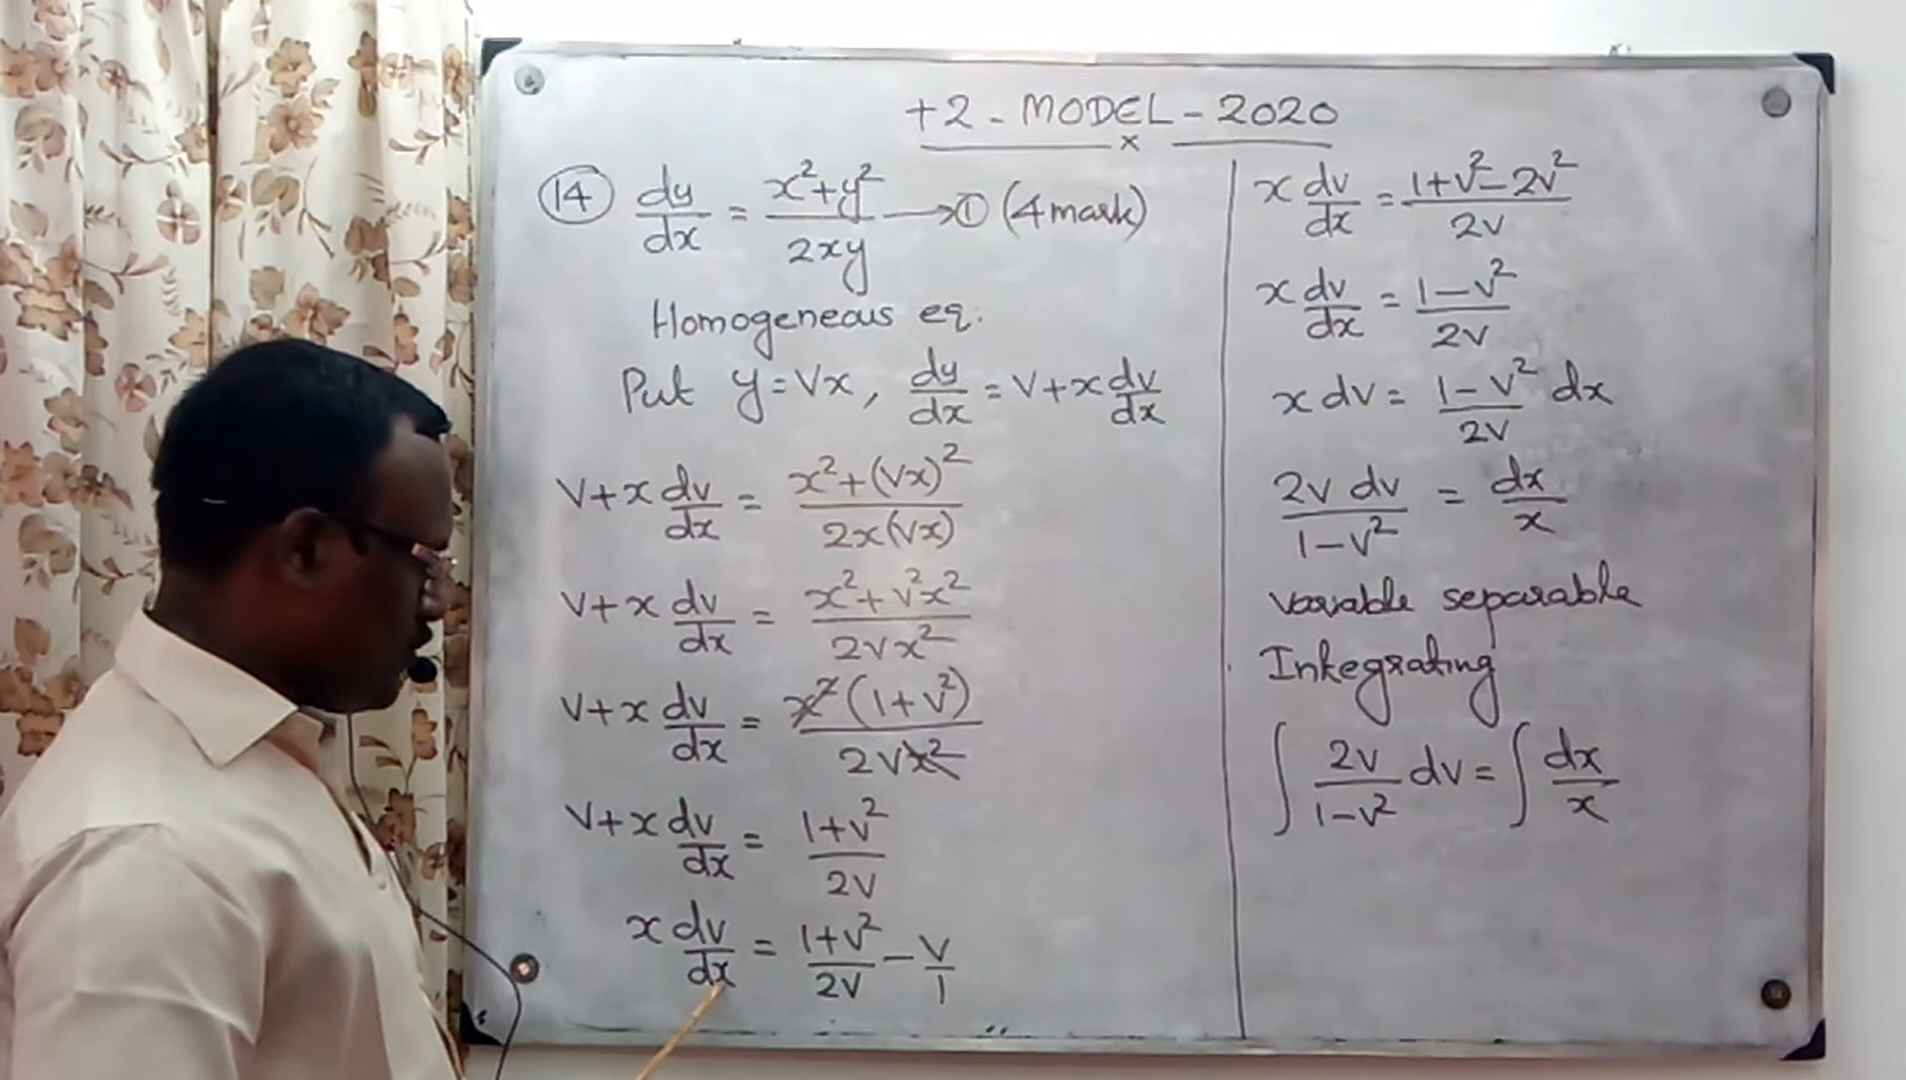 +2 - MODEL - 2020
x
14 dy/dx = x²+y²/2xy → ① (4 mark)
Homogeneous eq.
Put y=Vx, dy/dx = V+x dv/dx
V+x dv/dx = x²+(Vx)²/2x(Vx)
V+x dv/dx = x²+V²x²/2Vx²
V+x dv/dx = x²(1+V²)/2Vx²
V+x dv/dx = 1+V²/2V
x dv/dx = 1+V²/2V - V/1
x dv/dx = 1+V²-2V²/2V
x dv/dx = 1-V²/2V
x dv = 1-V²/2V dx
2V dv/1-V² = dx/x
Variable separable
Integrating
∫ 2V/1-V² dv = ∫ dx/x